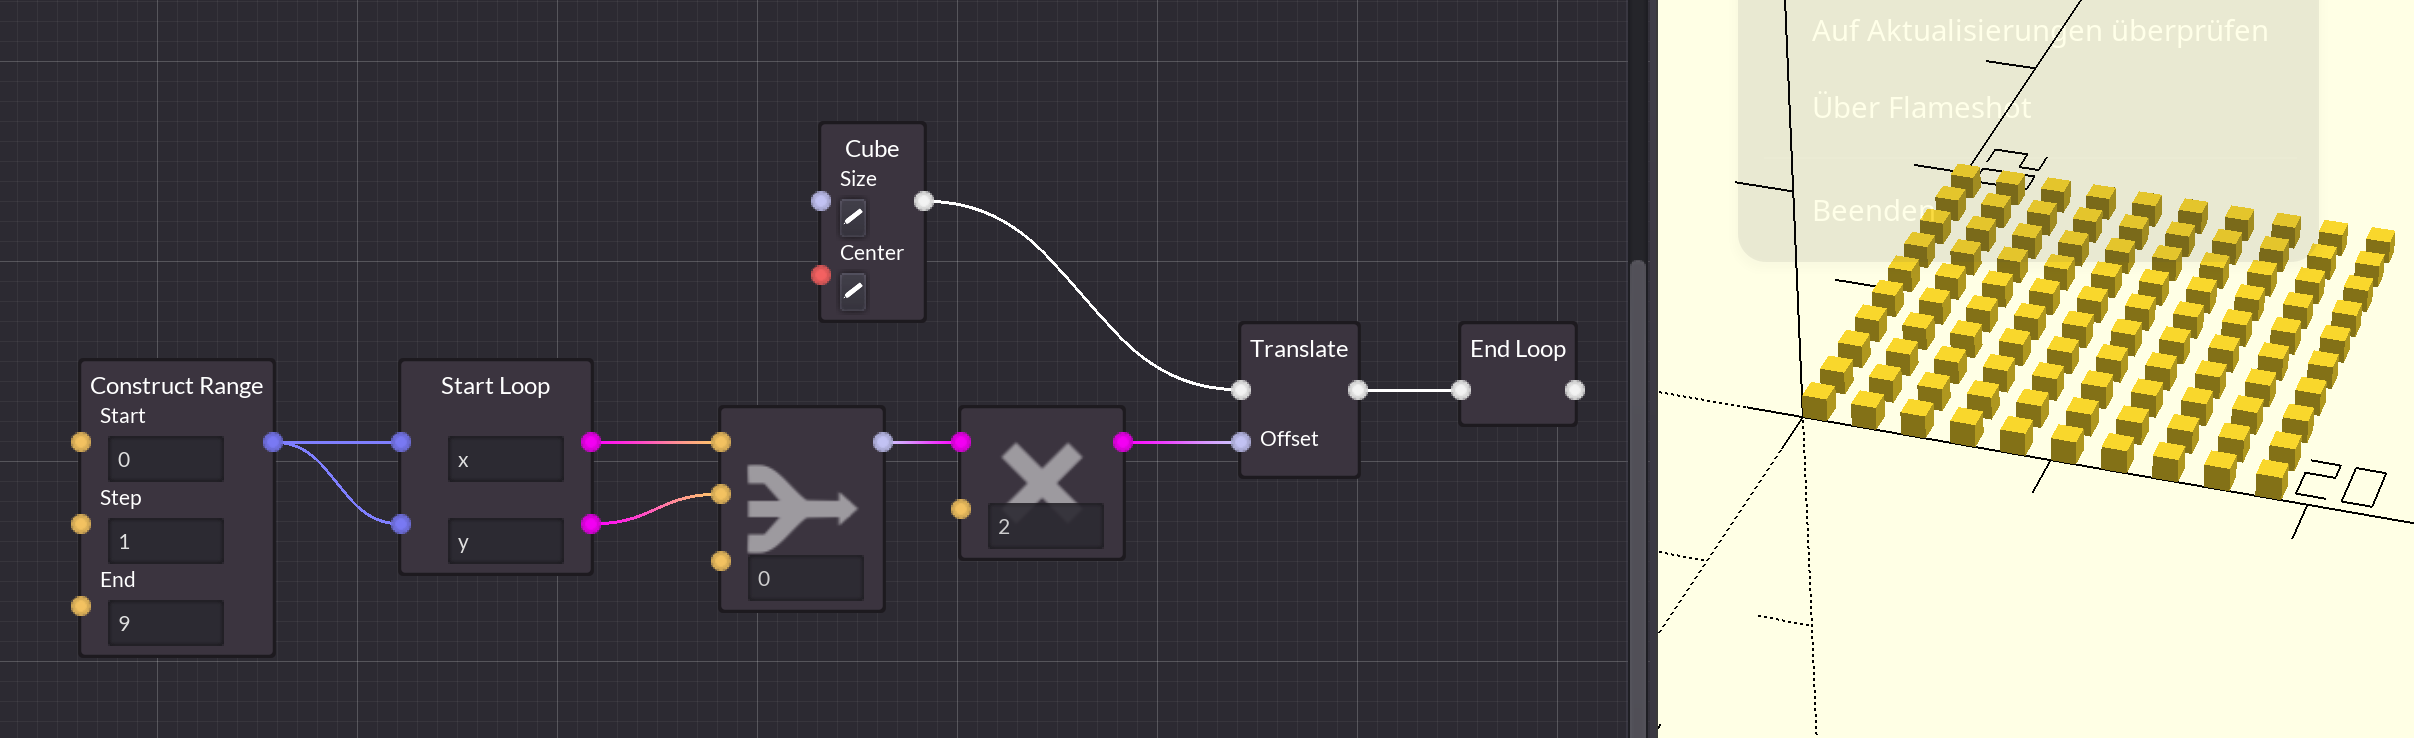 Cube
Size
Center
Construct Range
Start
0
Step
1
End
9
Start Loop
x
y
0
2
Translate
Offset
End Loop
Auf Aktualisierungen überprüfen
Über Flameshot
Beenden
20